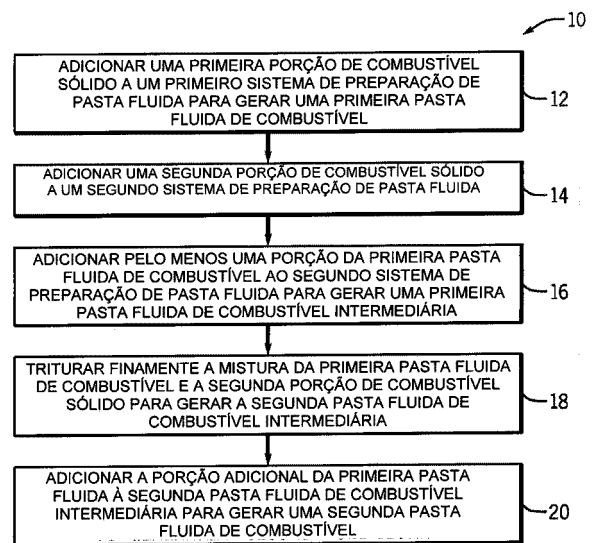 10
ADICIONAR UMA PRIMEIRA PORÇÃO DE COMBUSTÍVEL
SÓLIDO A UM PRIMEIRO SISTEMA DE PREPARAÇÃO DE
PASTA FLUIDA PARA GERAR UMA PRIMEIRA PASTA
FLUIDA DE COMBUSTÍVEL
12
ADICIONAR UMA SEGUNDA PORÇÃO DE COMBUSTÍVEL SÓLIDO
A UM SEGUNDO SISTEMA DE PREPARAÇÃO DE PASTA FLUIDA
14
ADICIONAR PELO MENOS UMA PORÇÃO DA PRIMEIRA PASTA
FLUIDA DE COMBUSTÍVEL AO SEGUNDO SISTEMA DE
PREPARAÇÃO DE PASTA FLUIDA PARA GERAR UMA PRIMEIRA
PASTA FLUIDA DE COMBUSTÍVEL INTERMEDIÁRIA
16
TRITURAR FINAMENTE A MISTURA DA PRIMEIRA PASTA FLUIDA
DE COMBUSTÍVEL E A SEGUNDA PORÇÃO DE COMBUSTÍVEL
SÓLIDO PARA GERAR A SEGUNDA PASTA FLUIDA DE
COMBUSTÍVEL INTERMEDIÁRIA
18
ADICIONAR A PORÇÃO ADICIONAL DA PRIMEIRA PASTA
FLUIDA À SEGUNDA PASTA FLUIDA DE COMBUSTÍVEL
INTERMEDIÁRIA PARA GERAR UMA SEGUNDA PASTA
FLUIDA DE COMBUSTÍVEL
20